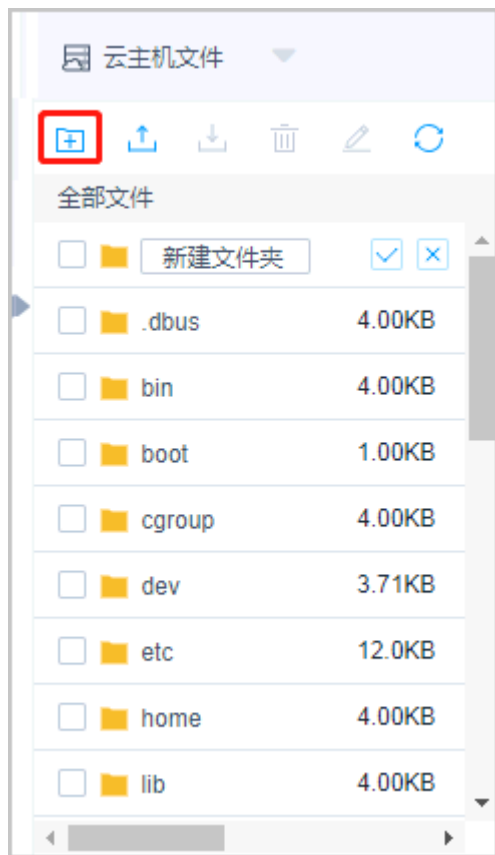 云主机文件
全部文件
新建文件夹
.dbus 4.00KB
bin 4.00KB
boot 1.00KB
cgroup 4.00KB
dev 3.71KB
etc 12.0KB
home 4.00KB
lib 4.00KB